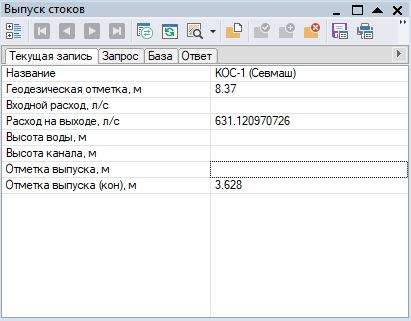 Выпуск стоков
Текущая запись Запрос База Ответ
Название КОС-1 (Севмаш)
Геодезическая отметка, м 8.37
Входной расход, л/с
Расход на выходе, л/с 631.120970726
Высота воды, м
Высота канала, м
Отметка выпуска, м
Отметка выпуска (кон), м 3.628